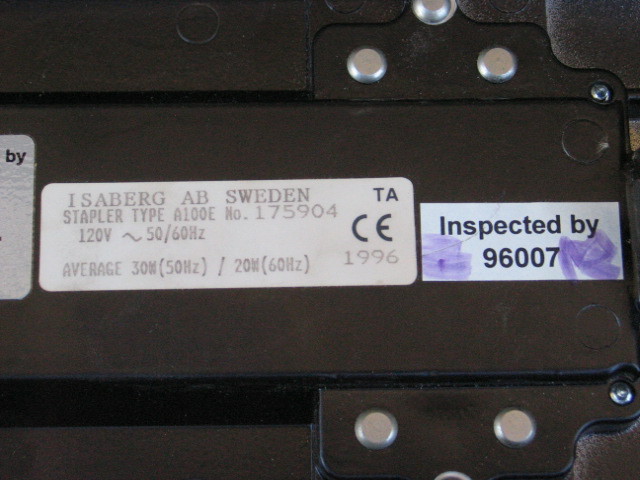 by
ISABERG AB SWEDEN TA
STAPLER TYPE A100E No. 175904
120V ~ 50/60Hz CE
AVERAGE 30W(50Hz) / 20W(60Hz) 1996
Inspected by
96007